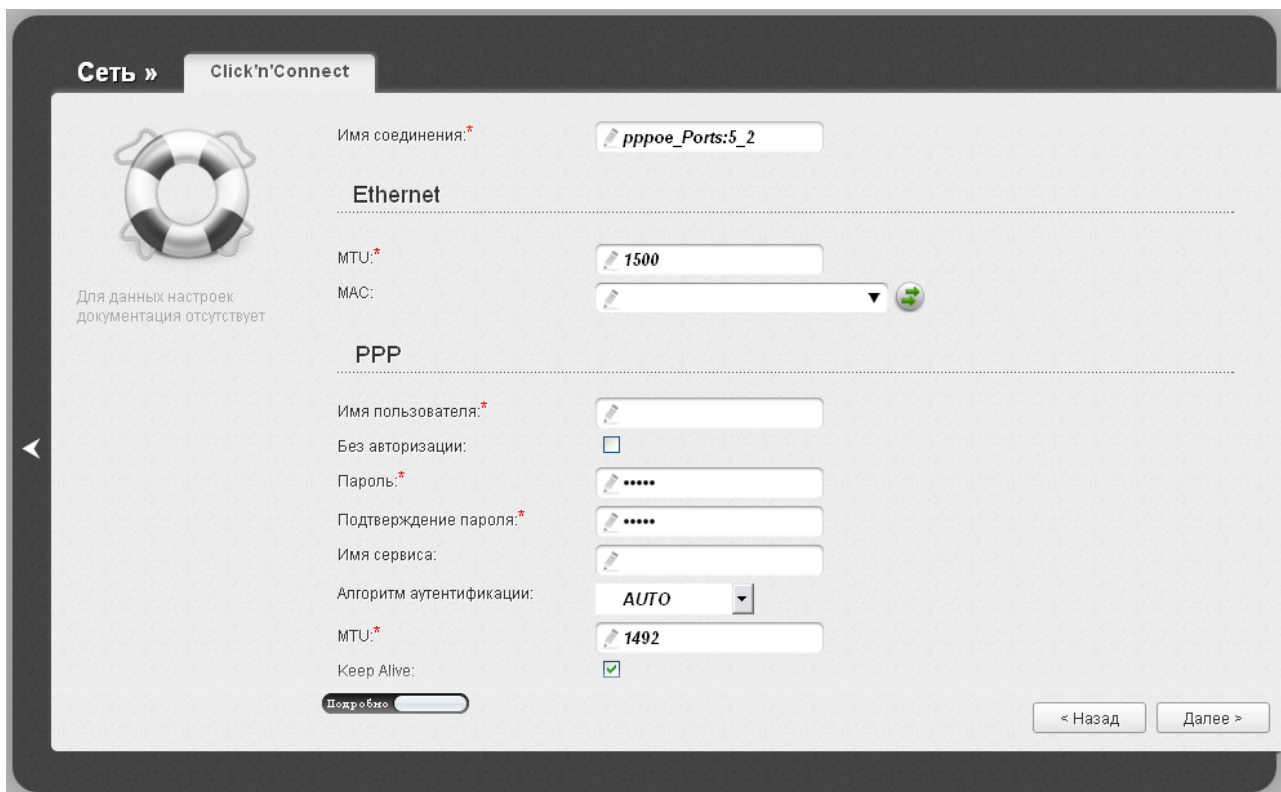 Сеть »
Click'n'Connect
Для данных настроек
документация отсутствует
Имя соединения:* pppoe_Ports:5_2
Ethernet
MTU:* 1500
MAC:
PPP
Имя пользователя:*
Без авторизации:
Пароль:* •••••
Подтверждение пароля:* •••••
Имя сервиса:
Алгоритм аутентификации: AUTO
MTU:* 1492
Keep Alive:
Подробно
< Назад
Далее >